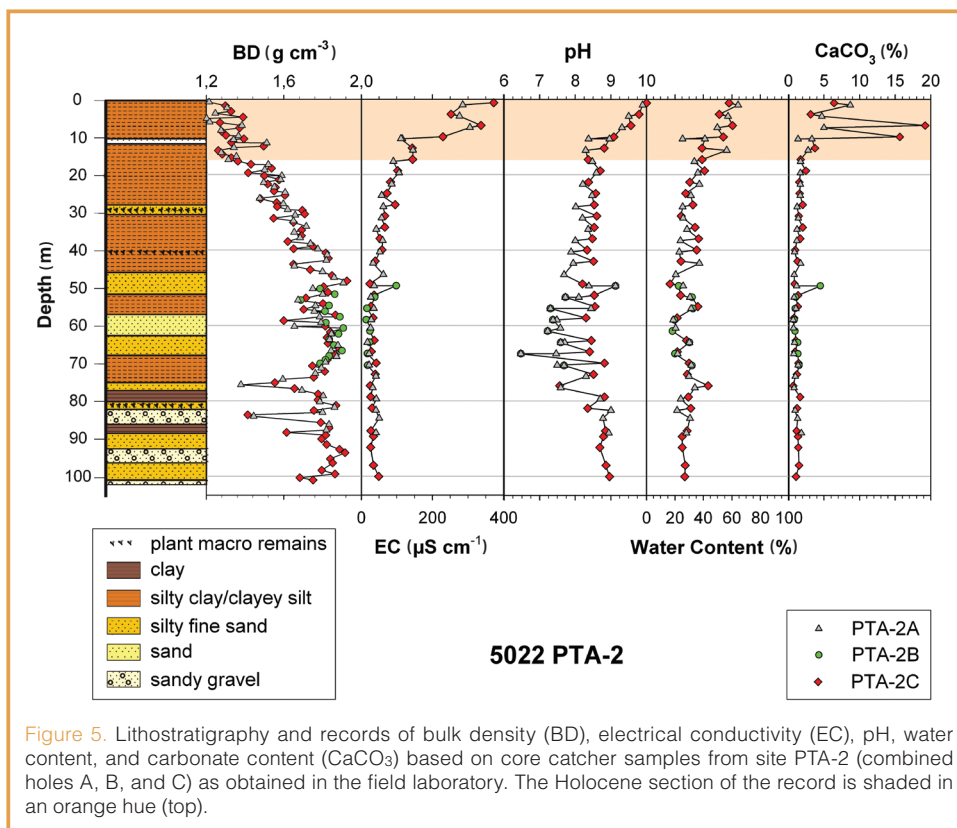 BD (g cm⁻³) pH CaCO₃ (%)
1,2 1,6 2,0 6 7 8 9 10 0 5 10 15 20
0
10
20
30
40
50
60
70
80
90
100
Depth (m)
0 200 400 0 20 40 60 80 100
EC (µS cm⁻¹) Water Content (%)
plant macro remains
clay
silty clay/clayey silt
silty fine sand
sand
sandy gravel
5022 PTA-2
PTA-2A
PTA-2B
PTA-2C
Figure 5. Lithostratigraphy and records of bulk density (BD), electrical conductivity (EC), pH, water
content, and carbonate content (CaCO₃) based on core catcher samples from site PTA-2 (combined
holes A, B, and C) as obtained in the field laboratory. The Holocene section of the record is shaded in
an orange hue (top).